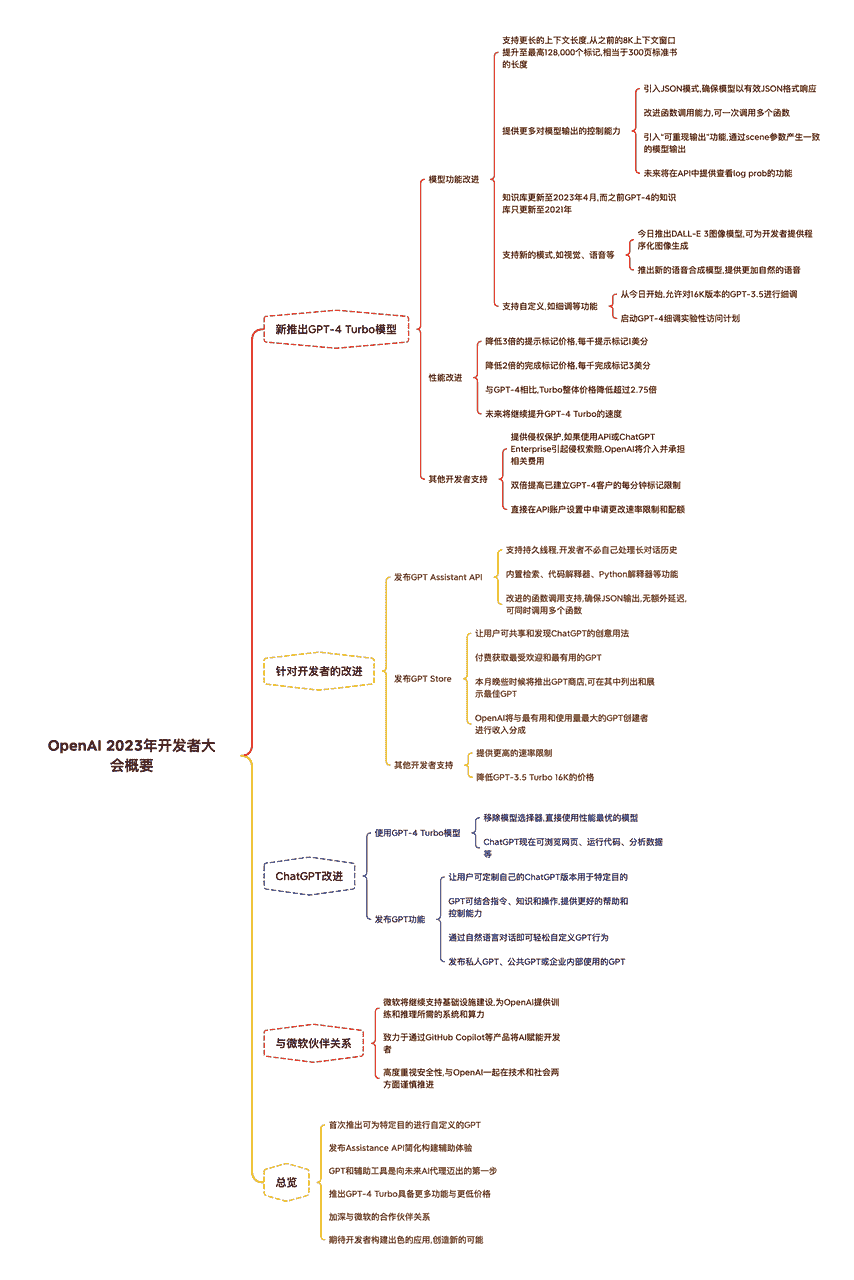 OpenAI 2023年开发者大
会概要
新推出GPT-4 Turbo模型
模型功能改进
支持更长的上下文长度,从之前的8K上下文窗口
提升至最高128,000个标记,相当于300页标准书
的长度
提供更多对模型输出的控制能力
引入JSON模式,确保模型以有效JSON格式响应
改进函数调用能力,可一次调用多个函数
引入“可重现输出”功能,通过scene参数产生一致
的模型输出
未来将在API中提供查看log prob的功能
知识库更新至2023年4月,而之前GPT-4的知识
库只更新至2021年
支持新的模式,如视觉、语音等
今日推出DALL-E 3图像模型,可为开发者提供程
序化图像生成
推出新的语音合成模型,提供更加自然的语音
支持自定义,如细调等功能
从今日开始,允许对16K版本的GPT-3.5进行细调
启动GPT-4细调实验性访问计划
性能改进
降低3倍的提示标记价格,每千提示标记1美分
降低2倍的完成标记价格,每千完成标记3美分
与GPT-4相比,Turbo整体价格降低超过2.75倍
未来将继续提升GPT-4 Turbo的速度
其他开发者支持
提供侵权保护,如果使用API或ChatGPT
Enterprise引起侵权索赔,OpenAI将介入并承担
相关费用
双倍提高已建立GPT-4客户的每分钟标记限制
直接在API账户设置中申请更改速率限制和配额
针对开发者的改进
发布GPT Assistant API
支持持久线程,开发者不必自己处理长对话历史
内置检索、代码解释器、Python解释器等功能
改进的函数调用支持,确保JSON输出,无额外延迟,
可同时调用多个函数
发布GPT Store
让用户可共享和发现ChatGPT的创意用法
付费获取最受欢迎和最有用的GPT
本月晚些时候将推出GPT商店,可在其中列出和展
示最佳GPT
OpenAI将与最有用和使用量最大的GPT创建者
进行收入分成
其他开发者支持
提供更高的速率限制
降低GPT-3.5 Turbo 16K的价格
ChatGPT改进
使用GPT-4 Turbo模型
移除模型选择器,直接使用性能最优的模型
ChatGPT现在可浏览网页、运行代码、分析数据
等
发布GPT功能
让用户可定制自己的ChatGPT版本用于特定目的
GPT可结合指令、知识和操作,提供更好的帮助和
控制能力
通过自然语言对话即可轻松自定义GPT行为
发布私人GPT、公共GPT或企业内部使用的GPT
与微软伙伴关系
微软将继续支持基础设施建设,为OpenAI提供训
练和推理所需的系统和算力
致力于通过GitHub Copilot等产品将AI赋能开发
者
高度重视安全性,与OpenAI一起在技术和社会两
方面谨慎推进
总览
首次推出可为特定目的进行自定义的GPT
发布Assistance API简化构建辅助体验
GPT和辅助工具是向未来AI代理迈出的第一步
推出GPT-4 Turbo具备更多功能与更低价格
加深与微软的合作伙伴关系
期待开发者构建出色的应用,创造新的可能